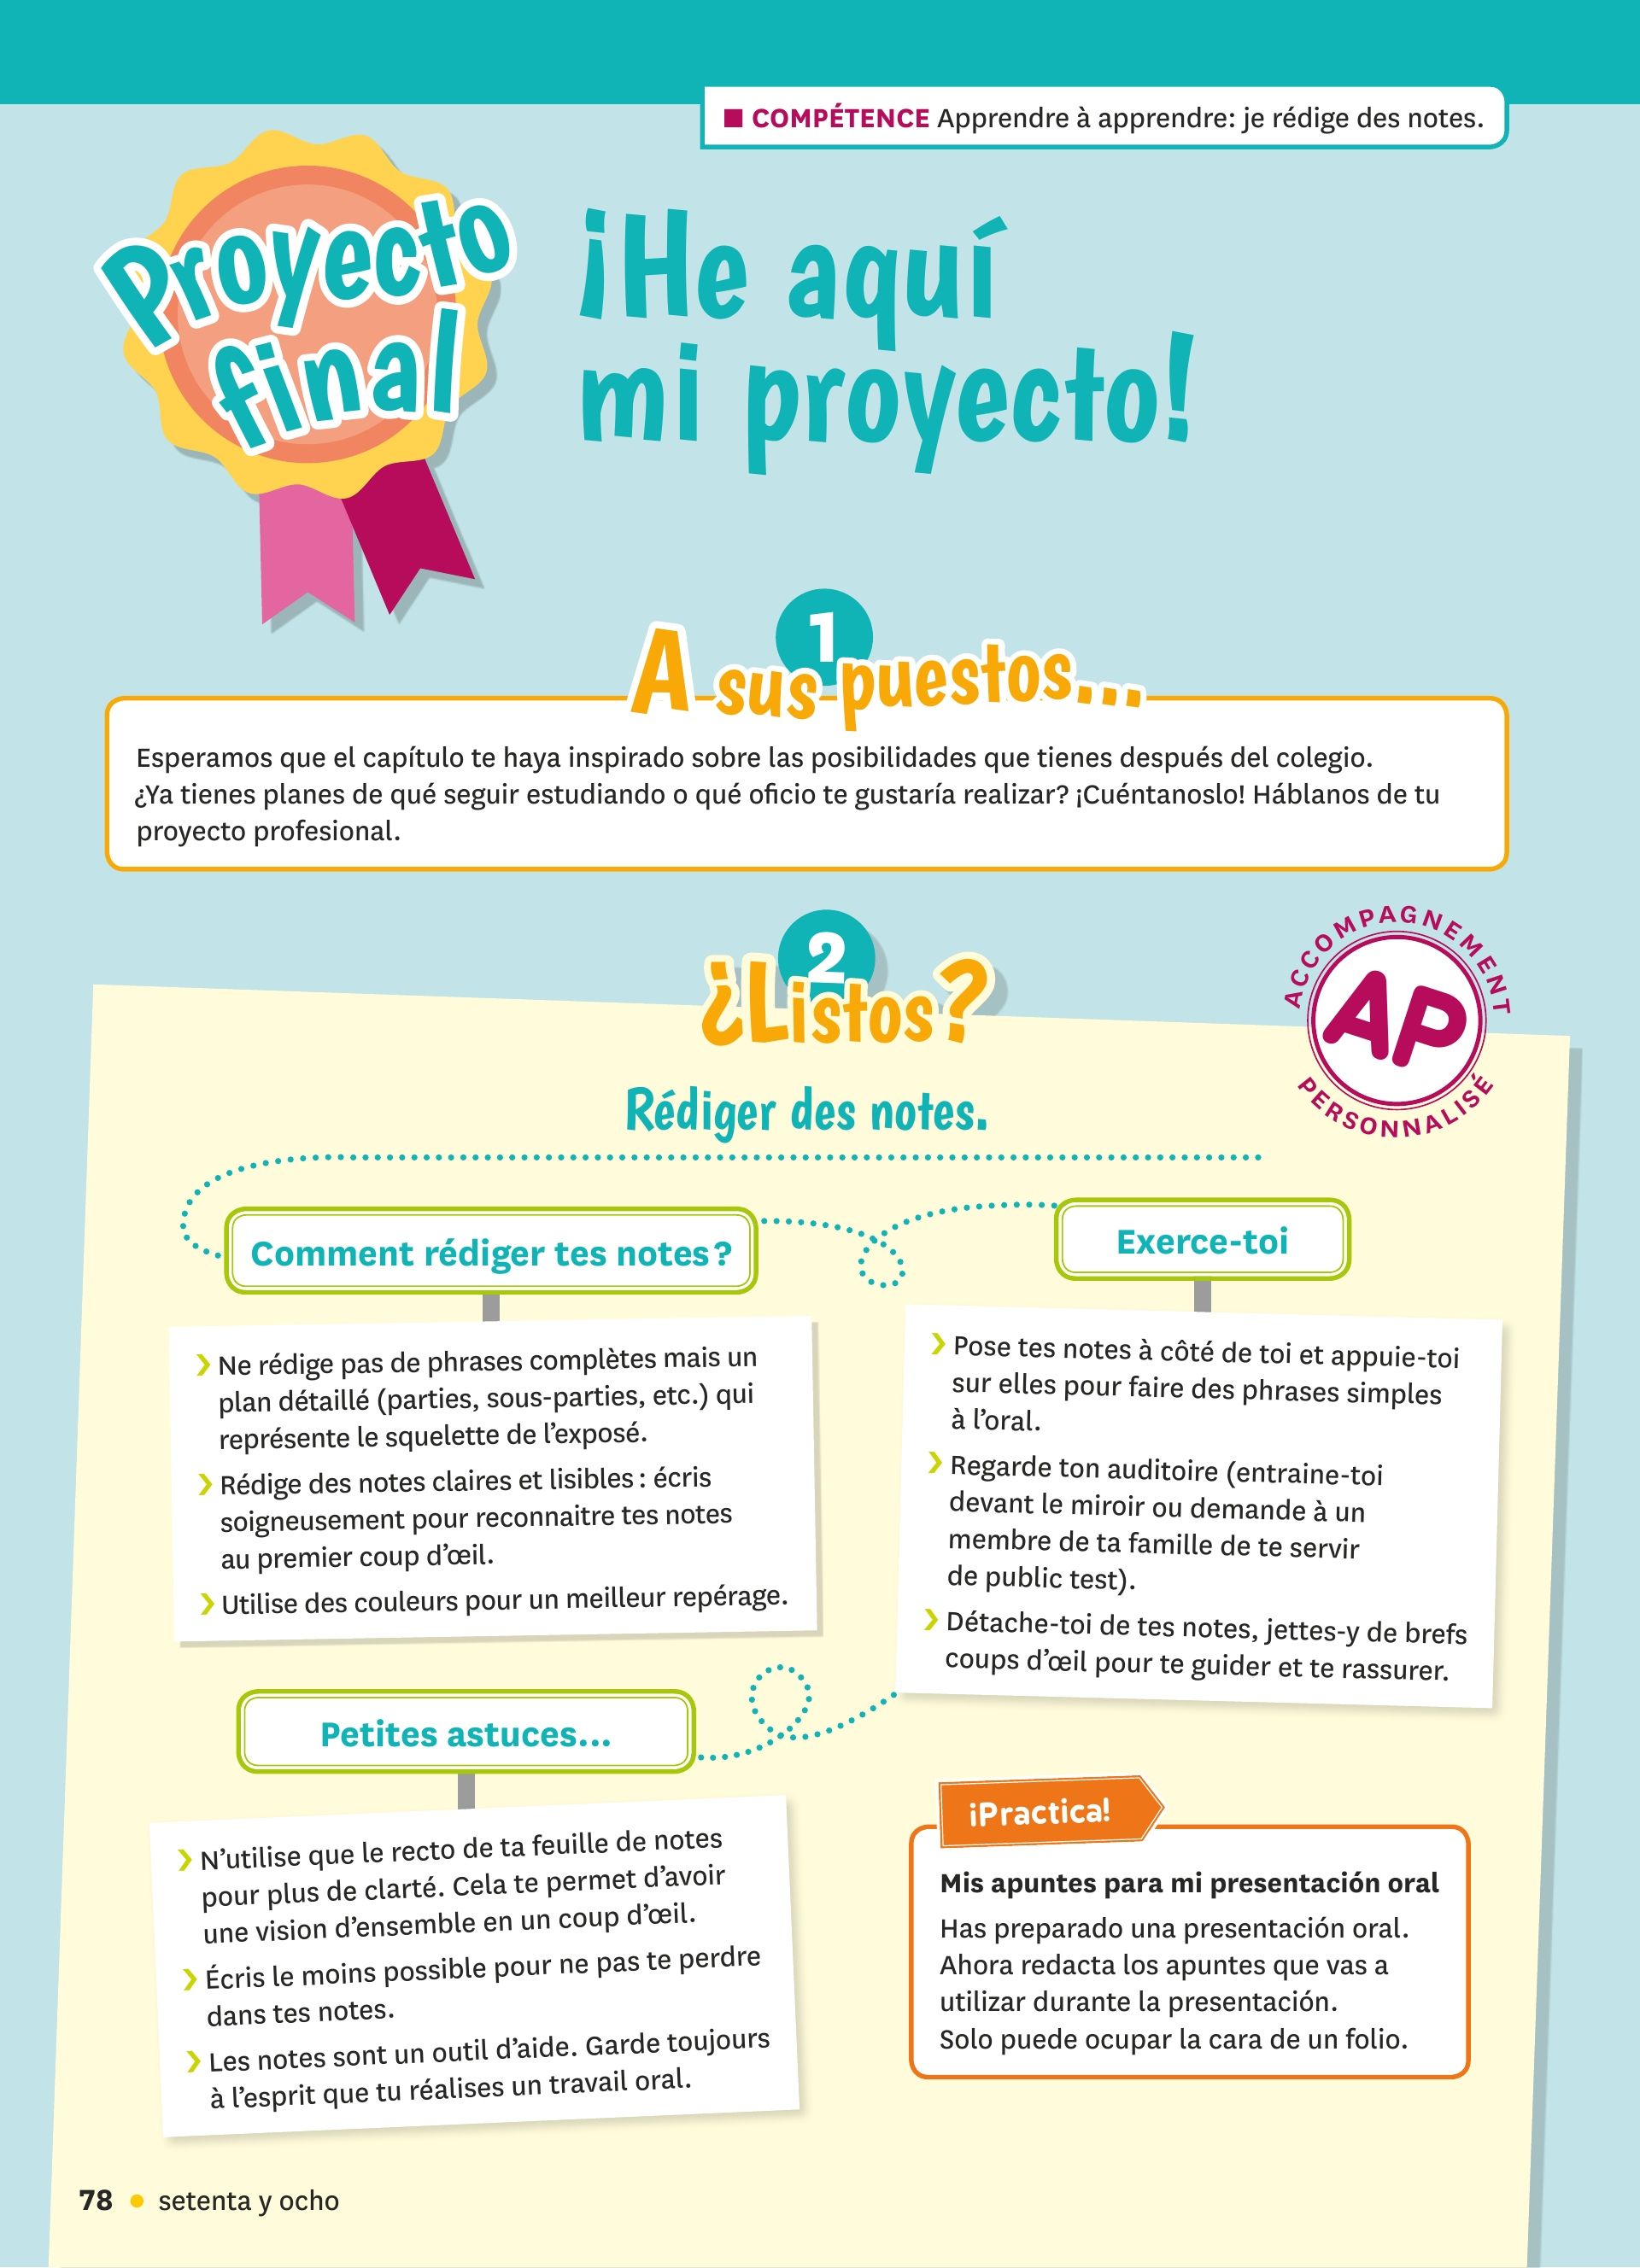 ■ COMPÉTENCE Apprendre à apprendre: je rédige des notes.
Proyecto
final
¡He aquí
mi proyecto!
1
A sus puestos...
Esperamos que el capítulo te haya inspirado sobre las posibilidades que tienes después del colegio.
¿Ya tienes planes de qué seguir estudiando o qué oficio te gustaría realizar? ¡Cuéntanoslo! Háblanos de tu
proyecto profesional.
2
¿Listos?
ACCOMPAGNEMENT
AP
PERSONNALISÉ
Rédiger des notes.
Comment rédiger tes notes ?
› Ne rédige pas de phrases complètes mais un
plan détaillé (parties, sous-parties, etc.) qui
représente le squelette de l'exposé.
› Rédige des notes claires et lisibles : écris
soigneusement pour reconnaitre tes notes
au premier coup d'œil.
› Utilise des couleurs pour un meilleur repérage.
Exerce-toi
› Pose tes notes à côté de toi et appuie-toi
sur elles pour faire des phrases simples
à l'oral.
› Regarde ton auditoire (entraine-toi
devant le miroir ou demande à un
membre de ta famille de te servir
de public test).
› Détache-toi de tes notes, jettes-y de brefs
coups d'œil pour te guider et te rassurer.
Petites astuces...
› N'utilise que le recto de ta feuille de notes
pour plus de clarté. Cela te permet d'avoir
une vision d'ensemble en un coup d'œil.
› Écris le moins possible pour ne pas te perdre
dans tes notes.
› Les notes sont un outil d'aide. Garde toujours
à l'esprit que tu réalises un travail oral.
¡Practica!
Mis apuntes para mi presentación oral
Has preparado una presentación oral.
Ahora redacta los apuntes que vas a
utilizar durante la presentación.
Solo puede ocupar la cara de un folio.
78 • setenta y ocho